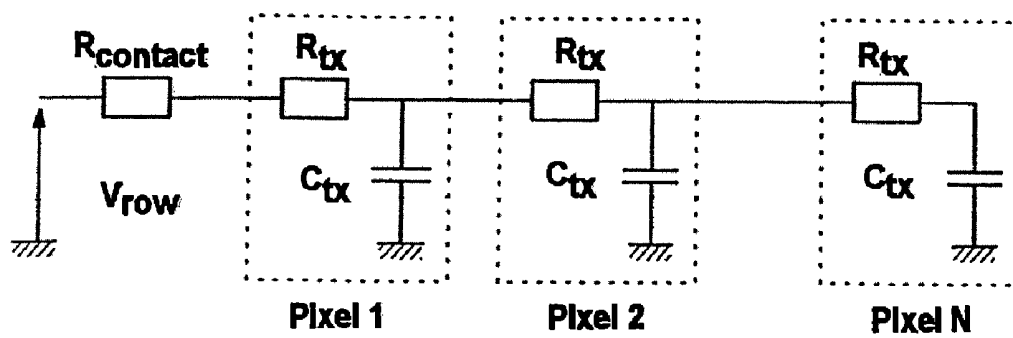 Rcontact
Rtx
Rtx
Rtx
Vrow
Ctx
Ctx
Ctx
Pixel 1
Pixel 2
Pixel N